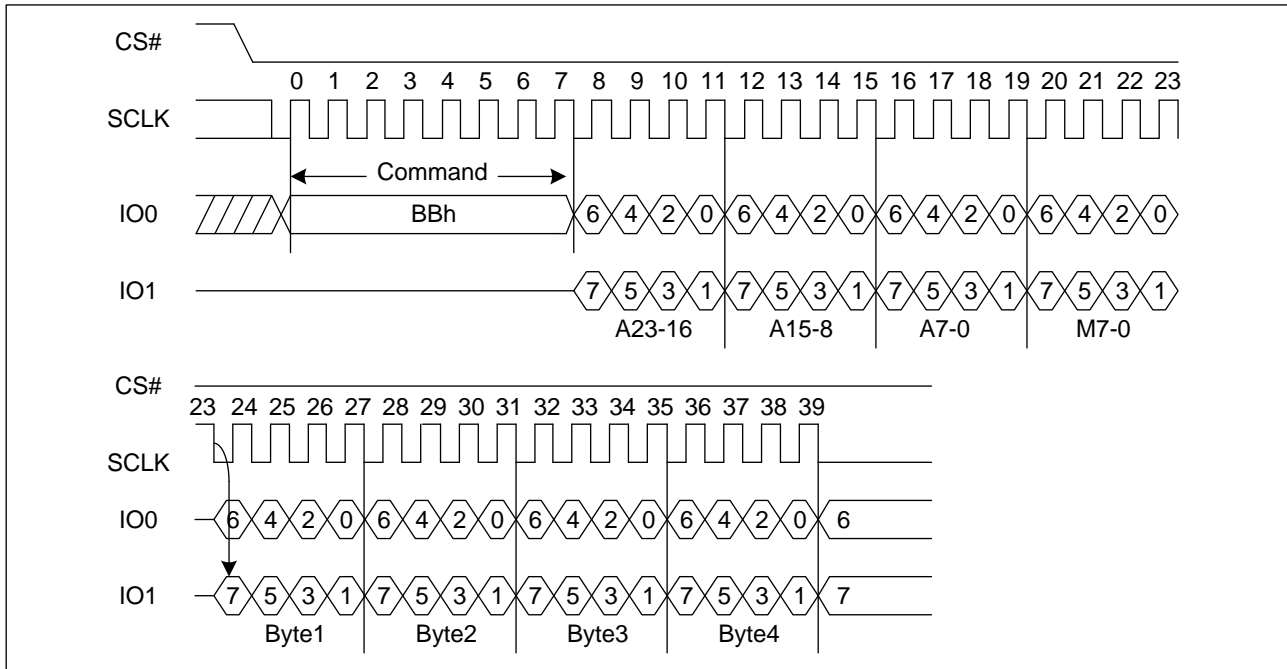 CS#
0 1 2 3 4 5 6 7 8 9 10 11 12 13 14 15 16 17 18 19 20 21 22 23
SCLK
Command
IO0 BBh 6 4 2 0 6 4 2 0 6 4 2 0 6 4 2 0
IO1 7 5 3 1 7 5 3 1 7 5 3 1 7 5 3 1
A23-16 A15-8 A7-0 M7-0
CS#
23 24 25 26 27 28 29 30 31 32 33 34 35 36 37 38 39
SCLK
IO0 6 4 2 0 6 4 2 0 6 4 2 0 6 4 2 0 6
IO1 7 5 3 1 7 5 3 1 7 5 3 1 7 5 3 1 7
Byte1 Byte2 Byte3 Byte4